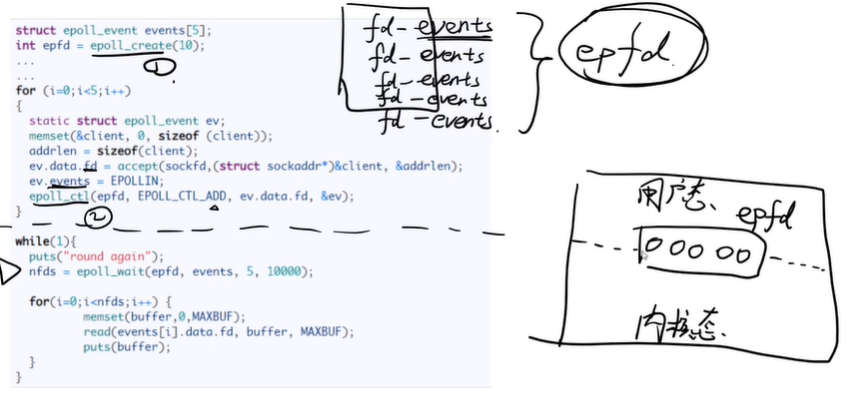 struct epoll_event events[5];
int epfd = epoll_create(10);
①
...
...
for (i=0;i<5;i++)
{
static struct epoll_event ev;
memset(&client, 0, sizeof (client));
addrlen = sizeof(client);
ev.data.fd = accept(sockfd,(struct sockaddr*)&client, &addrlen);
ev.events = EPOLLIN;
epoll_ctl(epfd, EPOLL_CTL_ADD, ev.data.fd, &ev);
}
②
while(1){
puts("round again");
nfds = epoll_wait(epfd, events, 5, 10000);
for(i=0;i<nfds;i++) {
memset(buffer,0,MAXBUF);
read(events[i].data.fd, buffer, MAXBUF);
puts(buffer);
}
}
fd-events
fd-events
fd-events
fd-events
fd-events.
epfd
用户态、
epfd
00000
内核态.